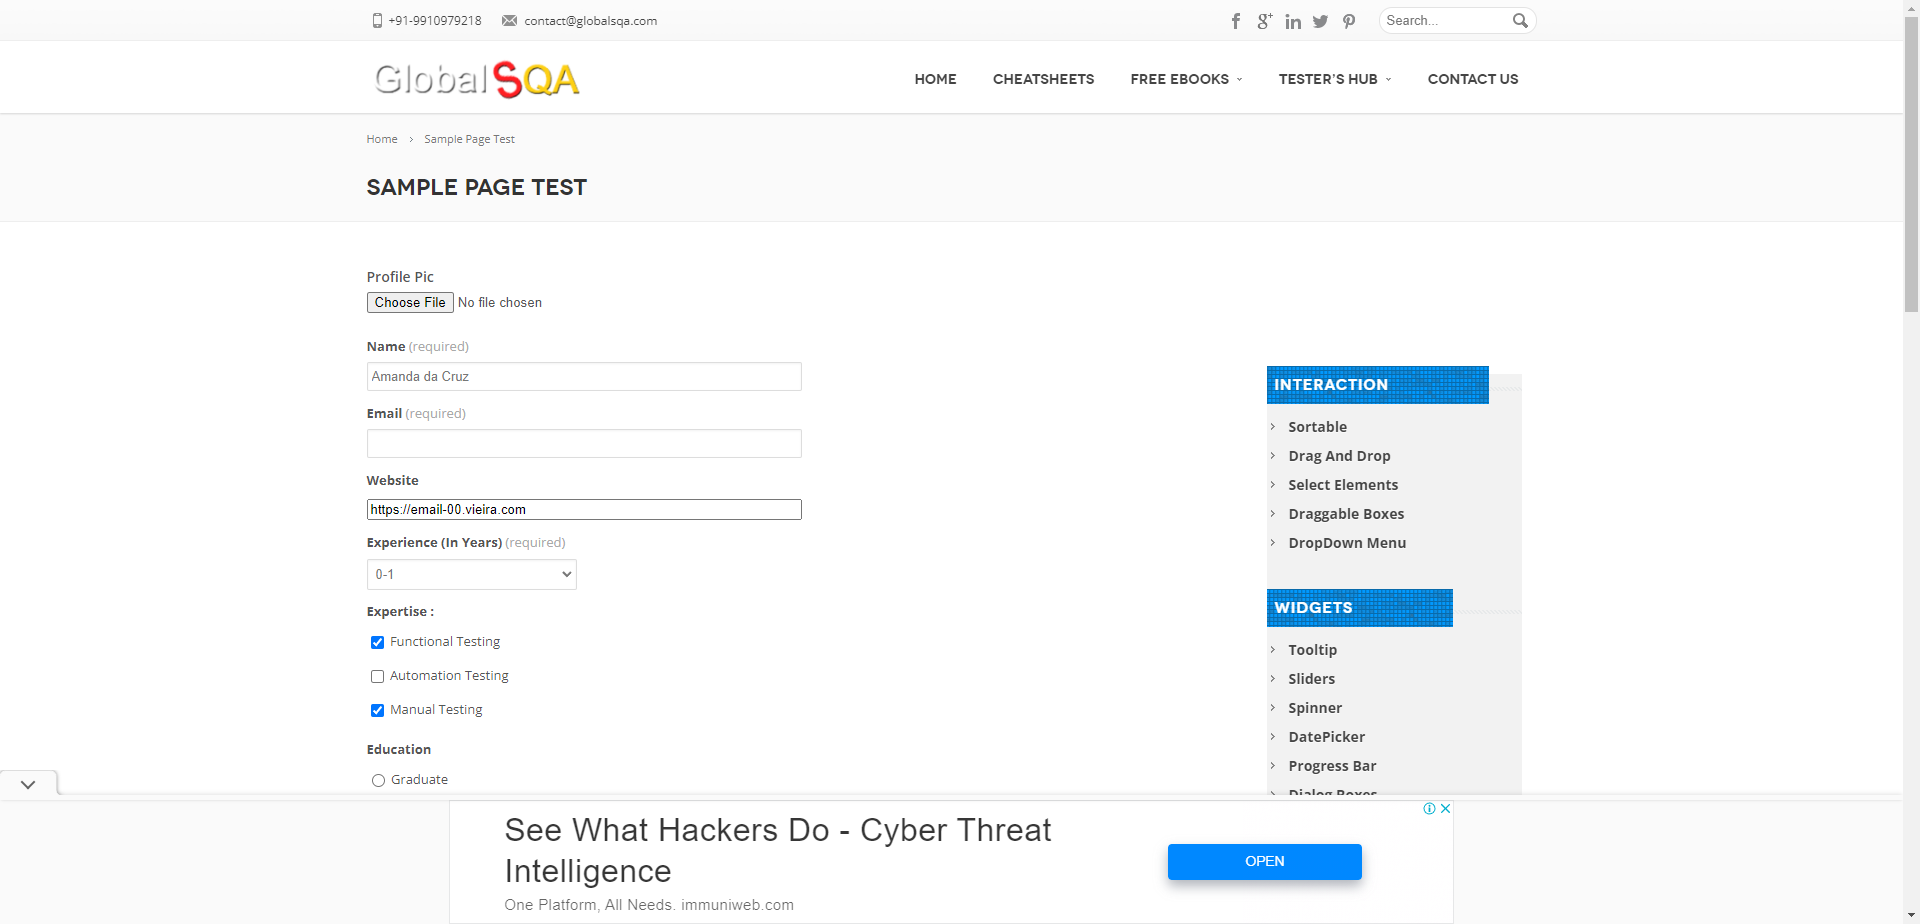 +91-9910979218 contact@globalsqa.com Search...
GlobalSQA HOME CHEATSHEETS FREE EBOOKS TESTER'S HUB CONTACT US
Home › Sample Page Test
SAMPLE PAGE TEST
Profile Pic
Choose File No file chosen
Name (required)
Amanda da Cruz
Email (required)
Website
https://email-00.vieira.com
Experience (In Years) (required)
0-1
Expertise :
Functional Testing
Automation Testing
Manual Testing
Education
Graduate
INTERACTION
Sortable
Drag And Drop
Select Elements
Draggable Boxes
DropDown Menu
WIDGETS
Tooltip
Sliders
Spinner
DatePicker
Progress Bar
Dialog Boxes
See What Hackers Do - Cyber Threat
Intelligence
One Platform, All Needs. immuniweb.com
OPEN